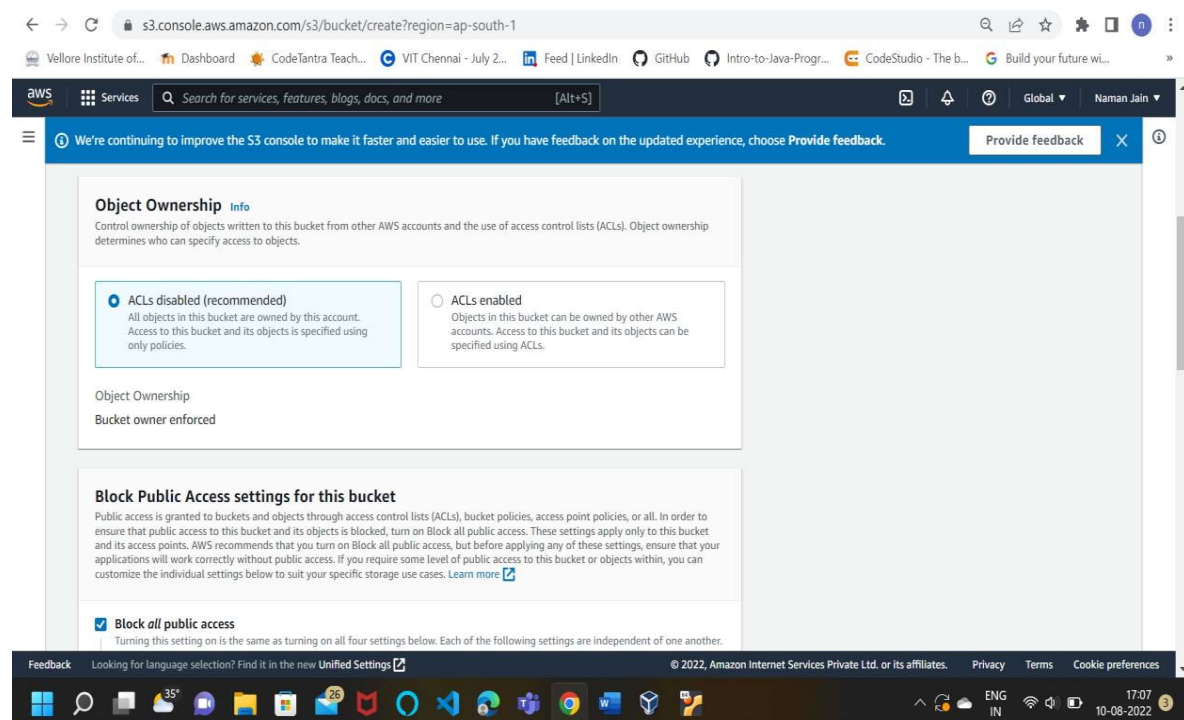 s3.console.aws.amazon.com/s3/bucket/create?region=ap-south-1
n
Vellore Institute of... Dashboard CodeTantra Teach... VIT Chennai - July 2... Feed | LinkedIn GitHub Intro-to-Java-Progr... CodeStudio - The b... Build your future wi... »
aws Services Search for services, features, blogs, docs, and more [Alt+S] Global ▼ Naman Jain ▼
We're continuing to improve the S3 console to make it faster and easier to use. If you have feedback on the updated experience, choose Provide feedback. Provide feedback X
Object Ownership Info
Control ownership of objects written to this bucket from other AWS accounts and the use of access control lists (ACLs). Object ownership
determines who can specify access to objects.
ACLs disabled (recommended)
All objects in this bucket are owned by this account.
Access to this bucket and its objects is specified using
only policies.
ACLs enabled
Objects in this bucket can be owned by other AWS
accounts. Access to this bucket and its objects can be
specified using ACLs.
Object Ownership
Bucket owner enforced
Block Public Access settings for this bucket
Public access is granted to buckets and objects through access control lists (ACLs), bucket policies, access point policies, or all. In order to
ensure that public access to this bucket and its objects is blocked, turn on Block all public access. These settings apply only to this bucket
and its access points. AWS recommends that you turn on Block all public access, but before applying any of these settings, ensure that your
applications will work correctly without public access. If you require some level of public access to this bucket or objects within, you can
customize the individual settings below to suit your specific storage use cases. Learn more
Block all public access
Turning this setting on is the same as turning on all four settings below. Each of the following settings are independent of one another.
Feedback Looking for language selection? Find it in the new Unified Settings © 2022, Amazon Internet Services Private Ltd. or its affiliates. Privacy Terms Cookie preferences
35° 26 ENG 17:07
IN 10-08-2022 3